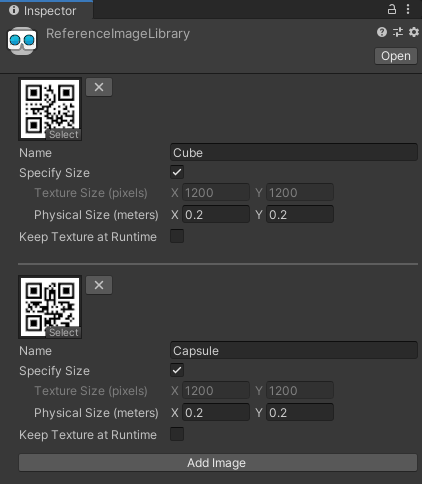 Inspector
ReferenceImageLibrary
Open
Select
Name Cube
Specify Size
Texture Size (pixels) X 1200 Y 1200
Physical Size (meters) X 0.2 Y 0.2
Keep Texture at Runtime
Select
Name Capsule
Specify Size
Texture Size (pixels) X 1200 Y 1200
Physical Size (meters) X 0.2 Y 0.2
Keep Texture at Runtime
Add Image